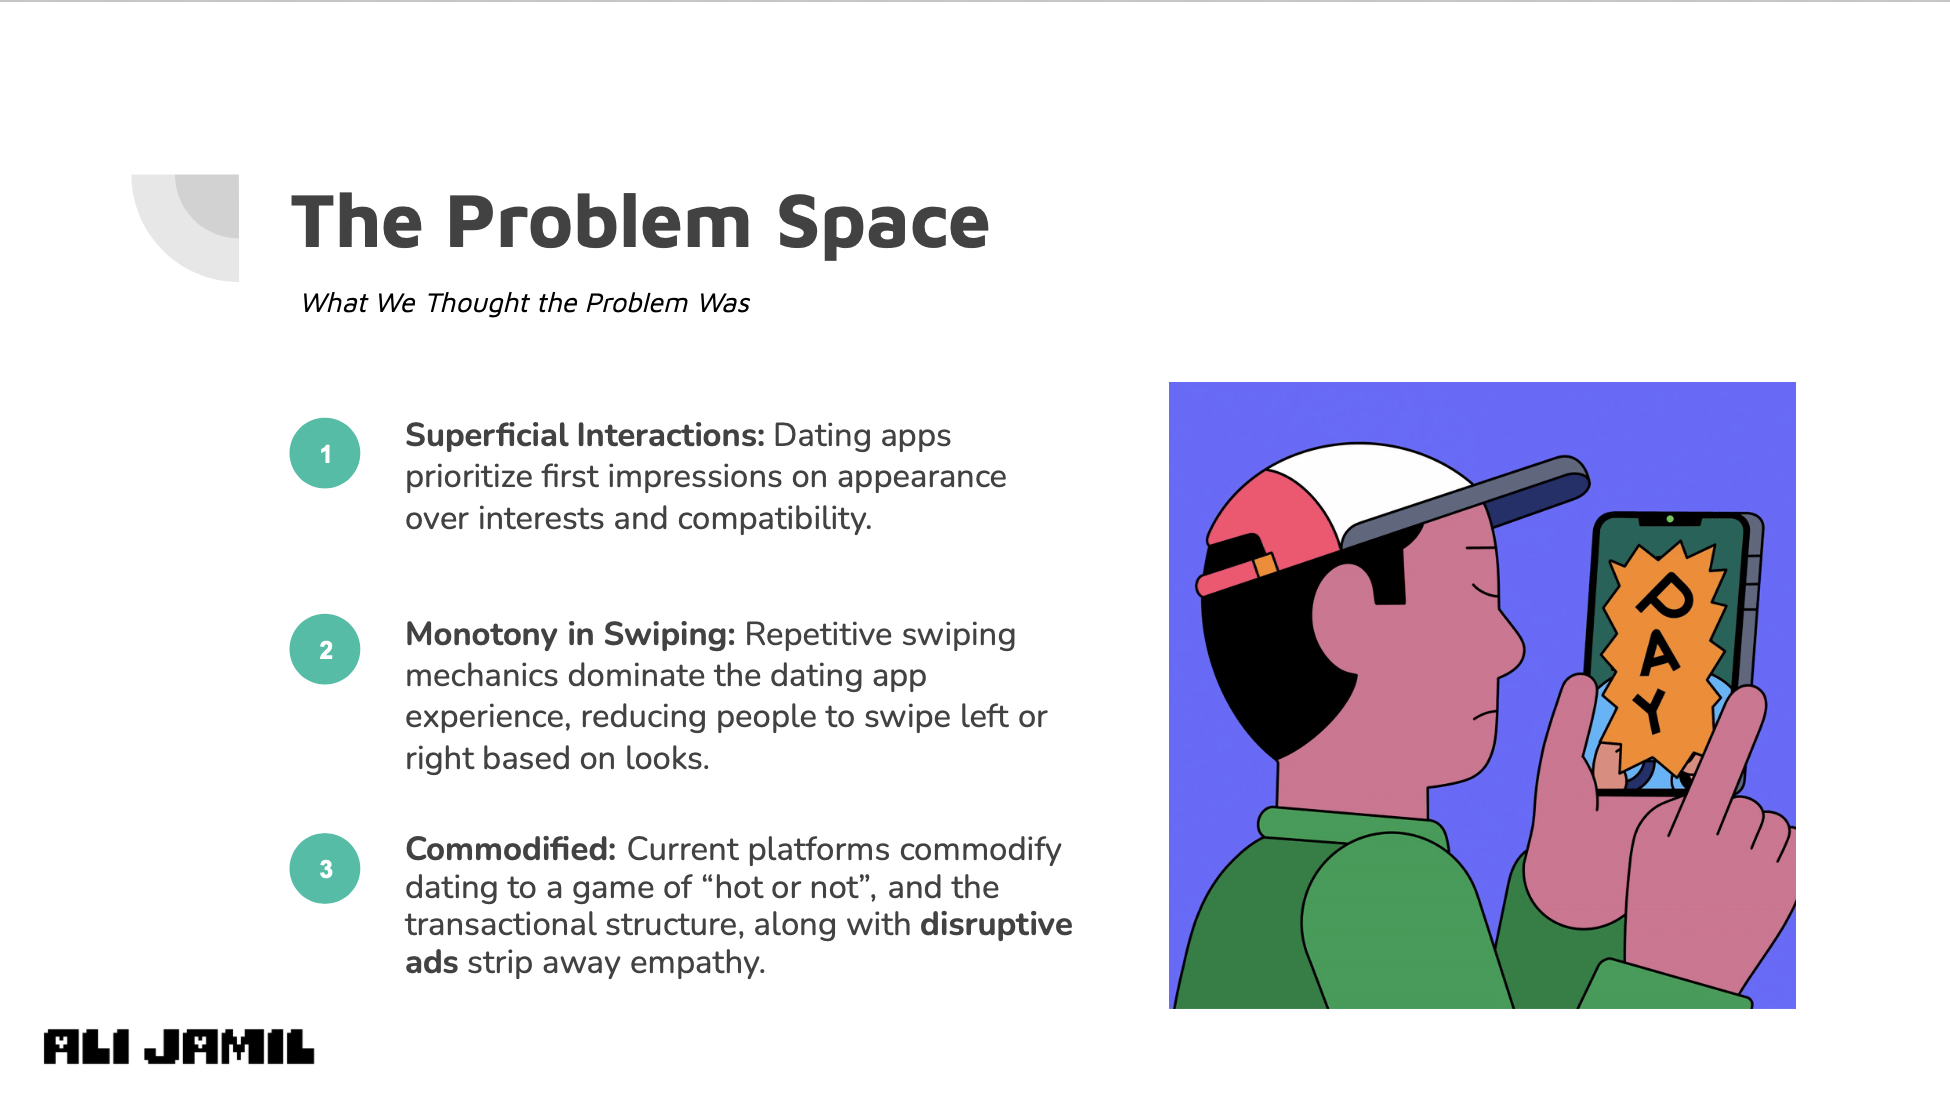 The Problem Space
What We Thought the Problem Was
1
Superficial Interactions: Dating apps
prioritize first impressions on appearance
over interests and compatibility.
2
Monotony in Swiping: Repetitive swiping
mechanics dominate the dating app
experience, reducing people to swipe left or
right based on looks.
3
Commodified: Current platforms commodify
dating to a game of “hot or not”, and the
transactional structure, along with disruptive
ads strip away empathy.
PAY
ALI JAMIL